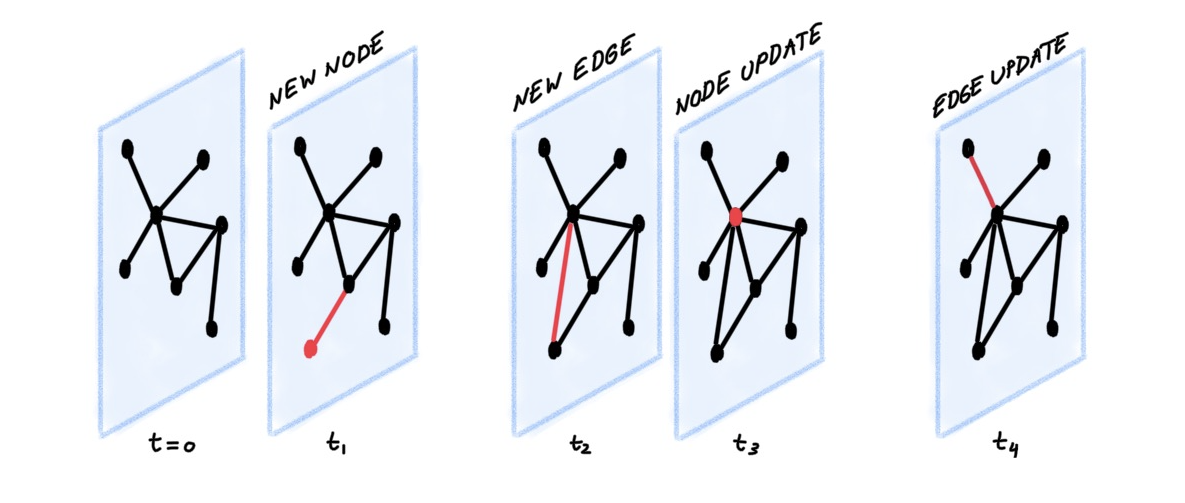 NEW NODE
NEW EDGE
NODE UPDATE
EDGE UPDATE
t=0
t₁
t₂
t₃
t₄